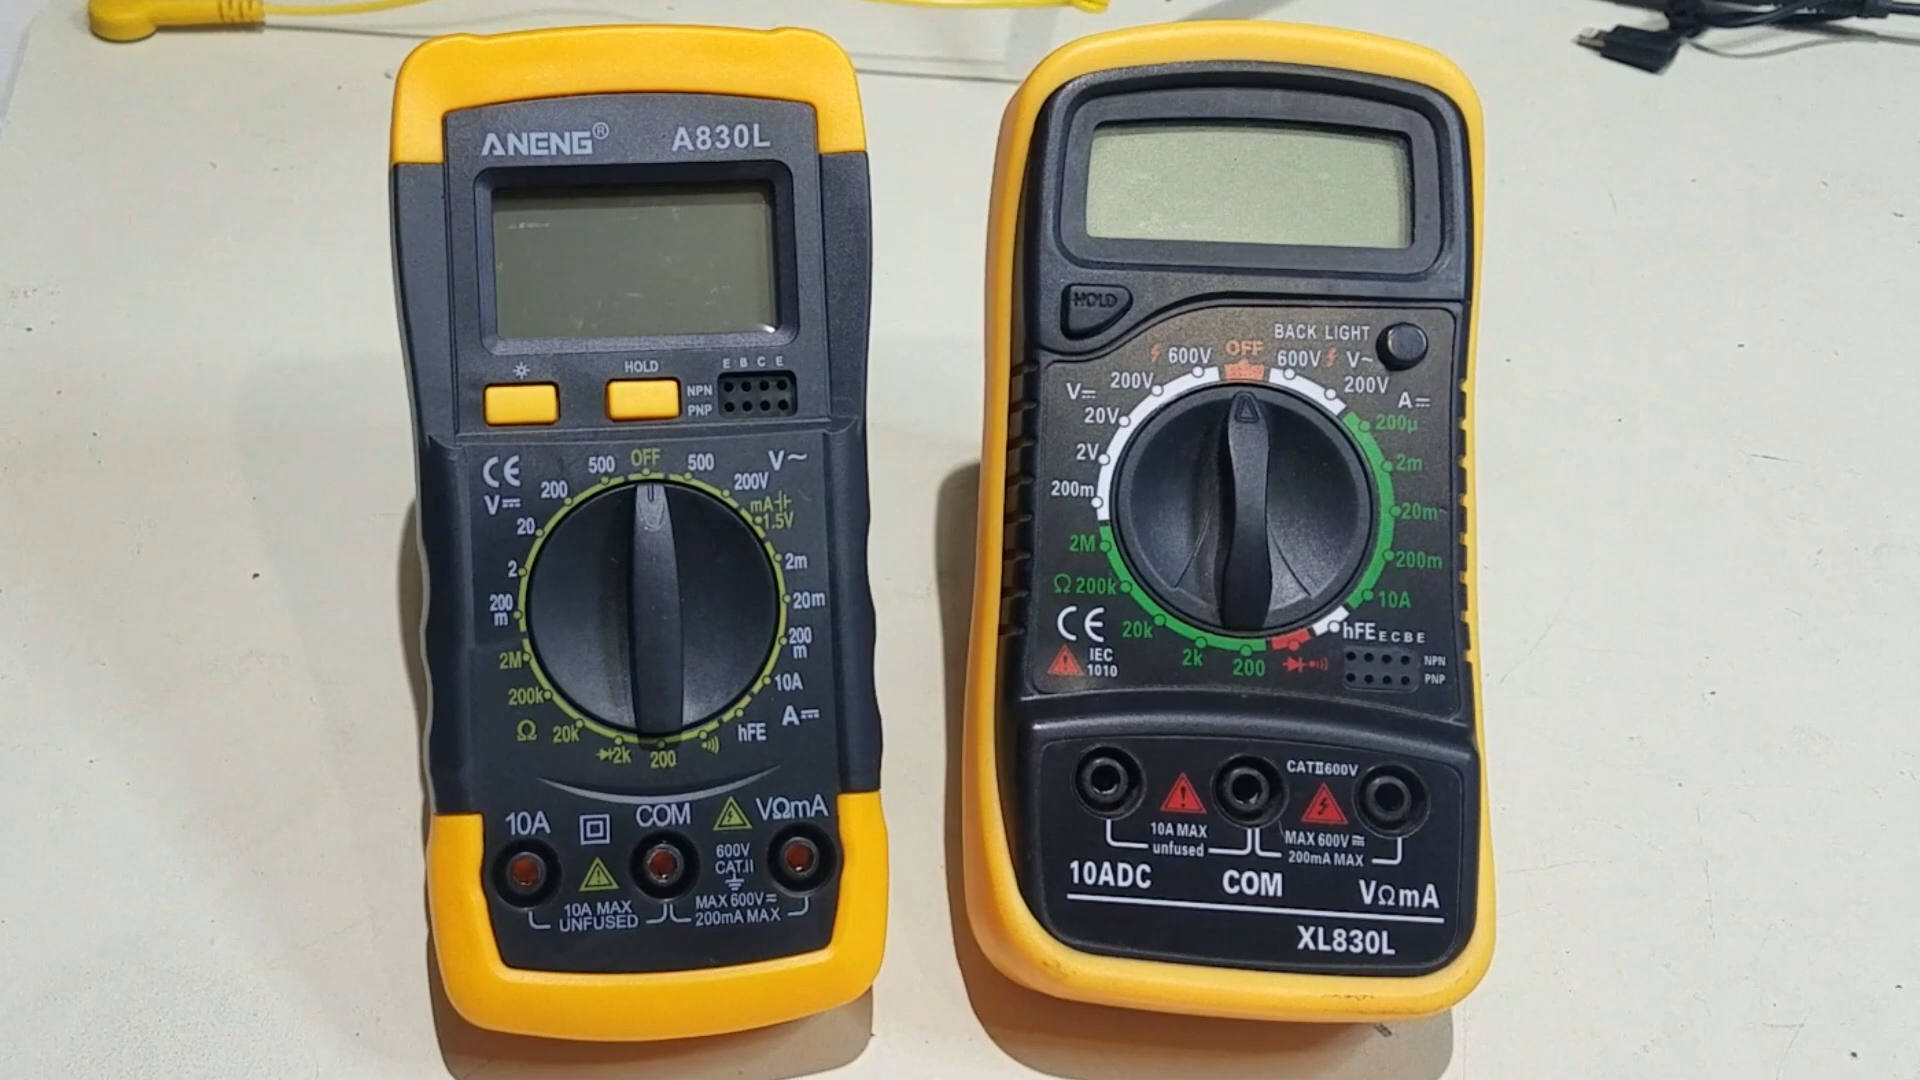 ANENG® A830L
HOLD
E B C E
NPN
PNP
CE
V
500
OFF
500
V~
200
200V
mA
1.5V
20
2m
2
20m
200
m
200
m
2M
10A
200k
A
Ω
20k
2k
200
hFE
10A
COM
VΩmA
600V
CAT.II
10A MAX
UNFUSED
MAX 600V
200mA MAX
HOLD
BACK LIGHT
600V
OFF
600V
V~
200V
200V
V
A
20V
200µ
2V
2m
200m
20m
2M
200m
Ω 200k
10A
CE
20k
hFE E C B E
IEC
1010
2k
200
NPN
PNP
CATⅡ600V
10A MAX
unfused
MAX 600V
200mA MAX
10ADC
COM
VΩmA
XL830L